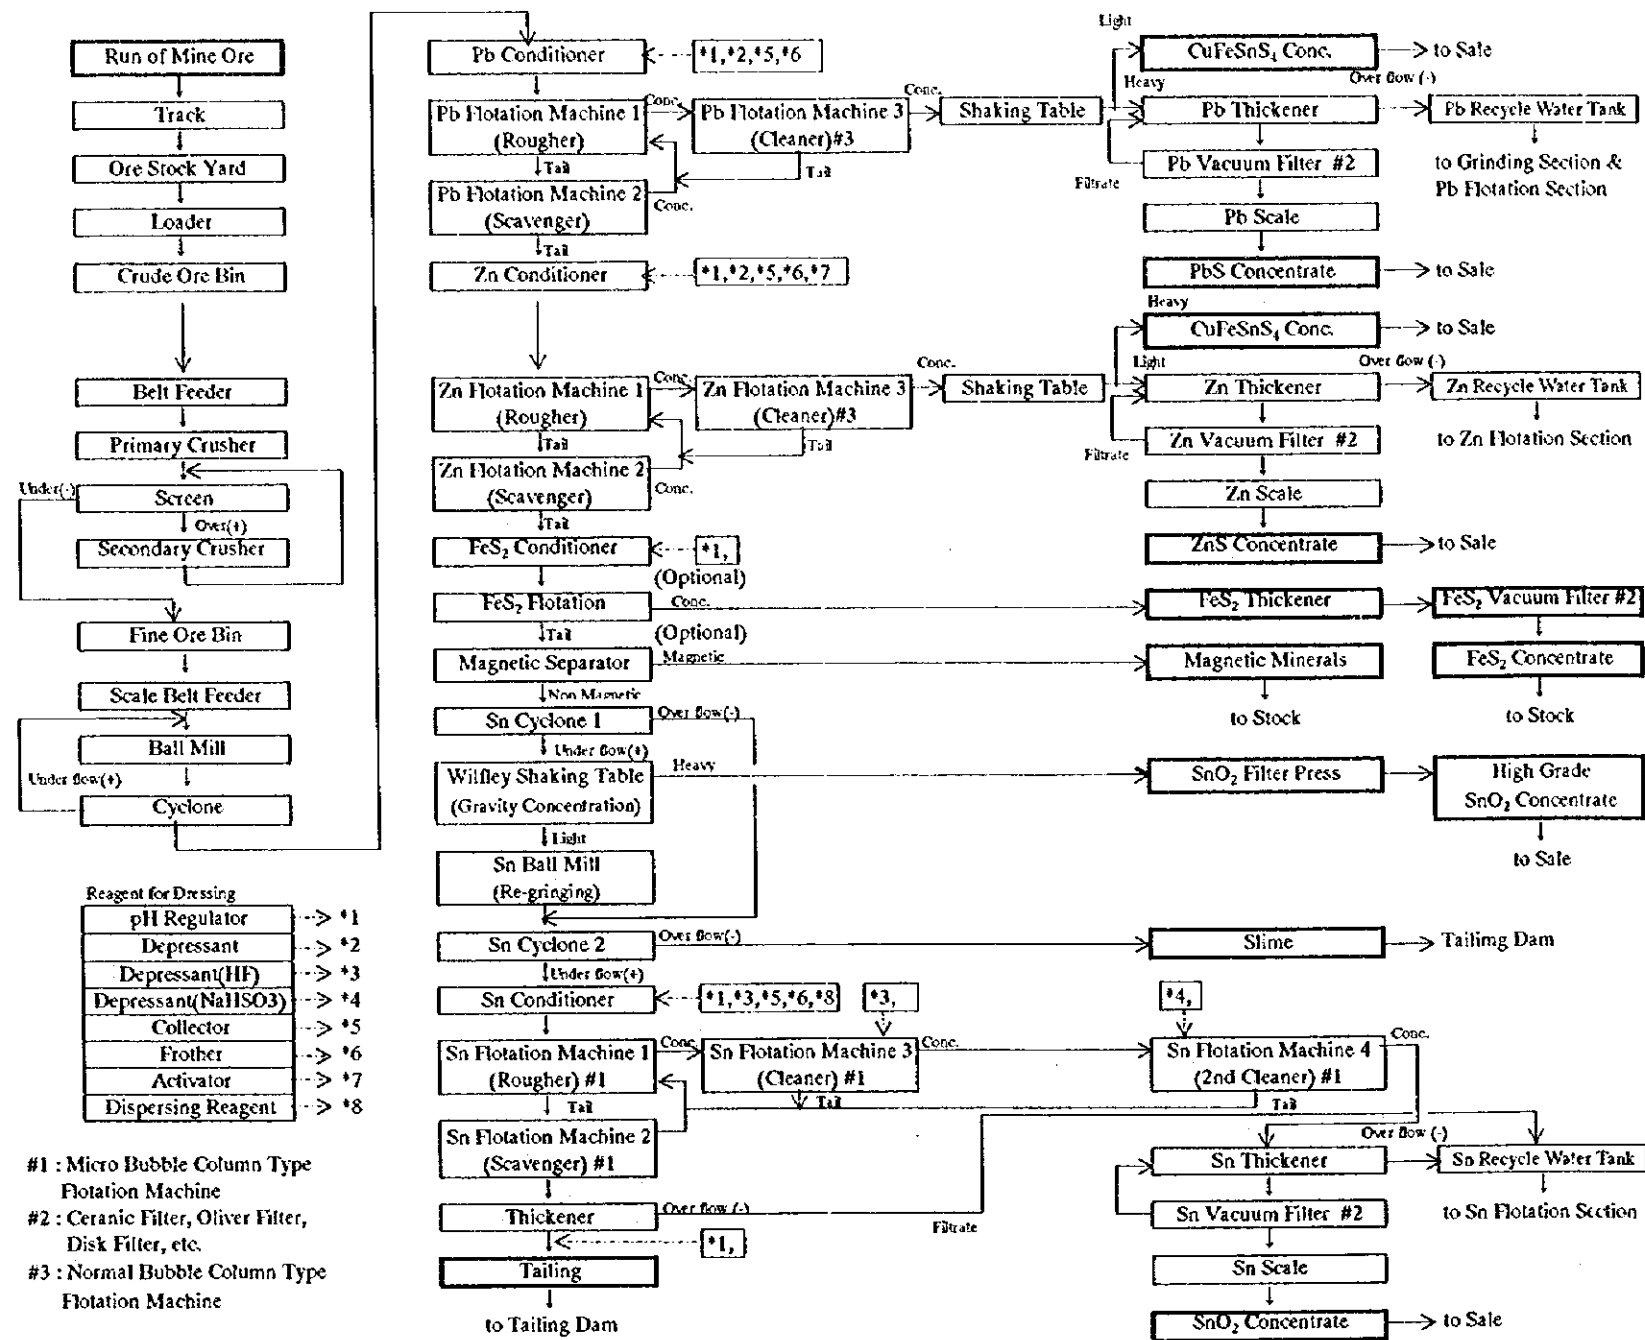 Run of Mine Ore
Track
Ore Stock Yard
Loader
Crude Ore Bin
Belt Feeder
Primary Crusher
Under(-)
Screen
Over(+)
Secondary Crusher
Fine Ore Bin
Scale Belt Feeder
Ball Mill
Under flow(+)
Cyclone
Reagent for Dressing
pH Regulator *1
Depressant *2
Depressant(HF) *3
Depressant(NaHSO3) *4
Collector *5
Frother *6
Activator *7
Dispersing Reagent *8
#1 : Micro Bubble Column Type
Flotation Machine
#2 : Ceranic Filter, Oliver Filter,
Disk Filter, etc.
#3 : Normal Bubble Column Type
Flotation Machine
Pb Conditioner
*1,*2,*5,*6
Pb Flotation Machine 1
(Rougher)
Conc.
Pb Flotation Machine 3
(Cleaner)#3
Conc.
Shaking Table
Tail
Tail
Pb Flotation Machine 2
(Scavenger)
Conc.
Tail
Light
CuFeSnS4 Conc.
to Sale
Heavy
Over flow (-)
Pb Thickener
Pb Recycle Water Tank
Pb Vacuum Filter #2
Filtrate
to Grinding Section &
Pb Flotation Section
Pb Scale
PbS Concentrate
to Sale
Zn Conditioner
*1,*2,*5,*6,*7
Heavy
CuFeSnS4 Conc.
to Sale
Zn Flotation Machine 1
(Rougher)
Conc.
Zn Flotation Machine 3
(Cleaner)#3
Conc.
Shaking Table
Light
Over flow (-)
Zn Thickener
Zn Recycle Water Tank
Tail
Tail
Zn Vacuum Filter #2
Filtrate
to Zn Flotation Section
Zn Flotation Machine 2
(Scavenger)
Conc.
Tail
Zn Scale
ZnS Concentrate
to Sale
FeS2 Conditioner
*1,
(Optional)
FeS2 Flotation
Conc.
FeS2 Thickener
FeS2 Vacuum Filter #2
Tail
(Optional)
Magnetic Separator
Magnetic
Magnetic Minerals
FeS2 Concentrate
Non Magnetic
to Stock
to Stock
Sn Cyclone 1
Over flow(-)
Under flow(+)
Wilfley Shaking Table
(Gravity Concentration)
Heavy
SnO2 Filter Press
High Grade
SnO2 Concentrate
to Sale
Light
Sn Ball Mill
(Re-gringing)
Sn Cyclone 2
Over flow(-)
Slime
Tailimg Dam
Under flow(+)
Sn Conditioner
*1,*3,*5,*6,*8
*3,
*4,
Sn Flotation Machine 1
(Rougher) #1
Conc.
Sn Flotation Machine 3
(Cleaner) #1
Conc.
Sn Flotation Machine 4
(2nd Cleaner) #1
Conc.
Tail
Tail
Tail
Sn Flotation Machine 2
(Scavenger) #1
Over flow (-)
Sn Thickener
Sn Recycle Water Tank
Thickener
Over flow (-)
Filtrate
Sn Vacuum Filter #2
to Sn Flotation Section
*1,
Tailing
to Tailing Dam
Sn Scale
SnO2 Concentrate
to Sale